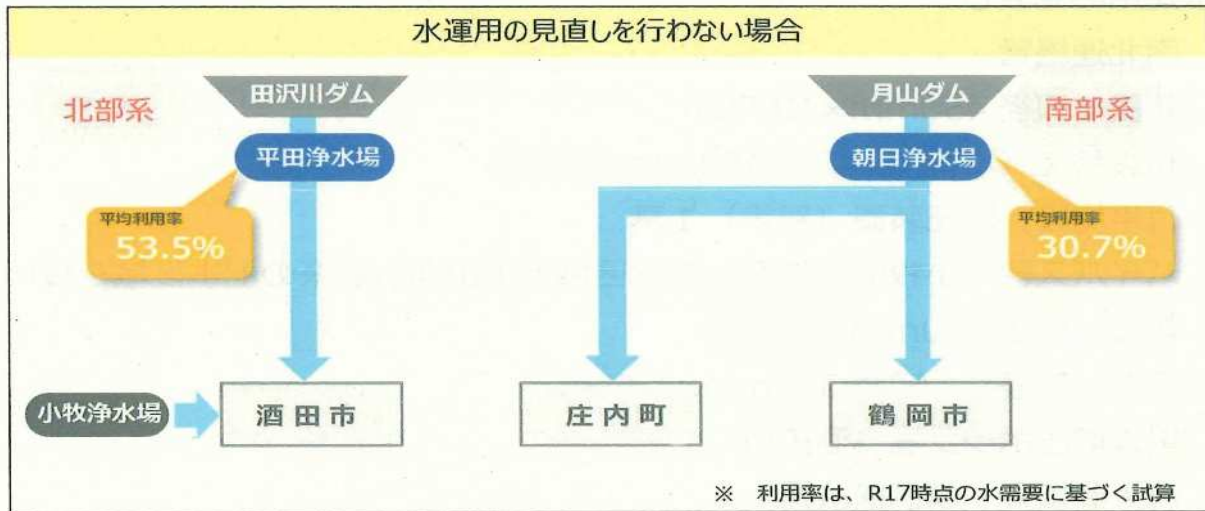 水運用の見直しを行わない場合
北部系
田沢川ダム
平田浄水場
平均利用率
53.5%
月山ダム
南部系
朝日浄水場
平均利用率
30.7%
小牧浄水場
酒田市
庄内町
鶴岡市
※ 利用率は、R17時点の水需要に基づく試算